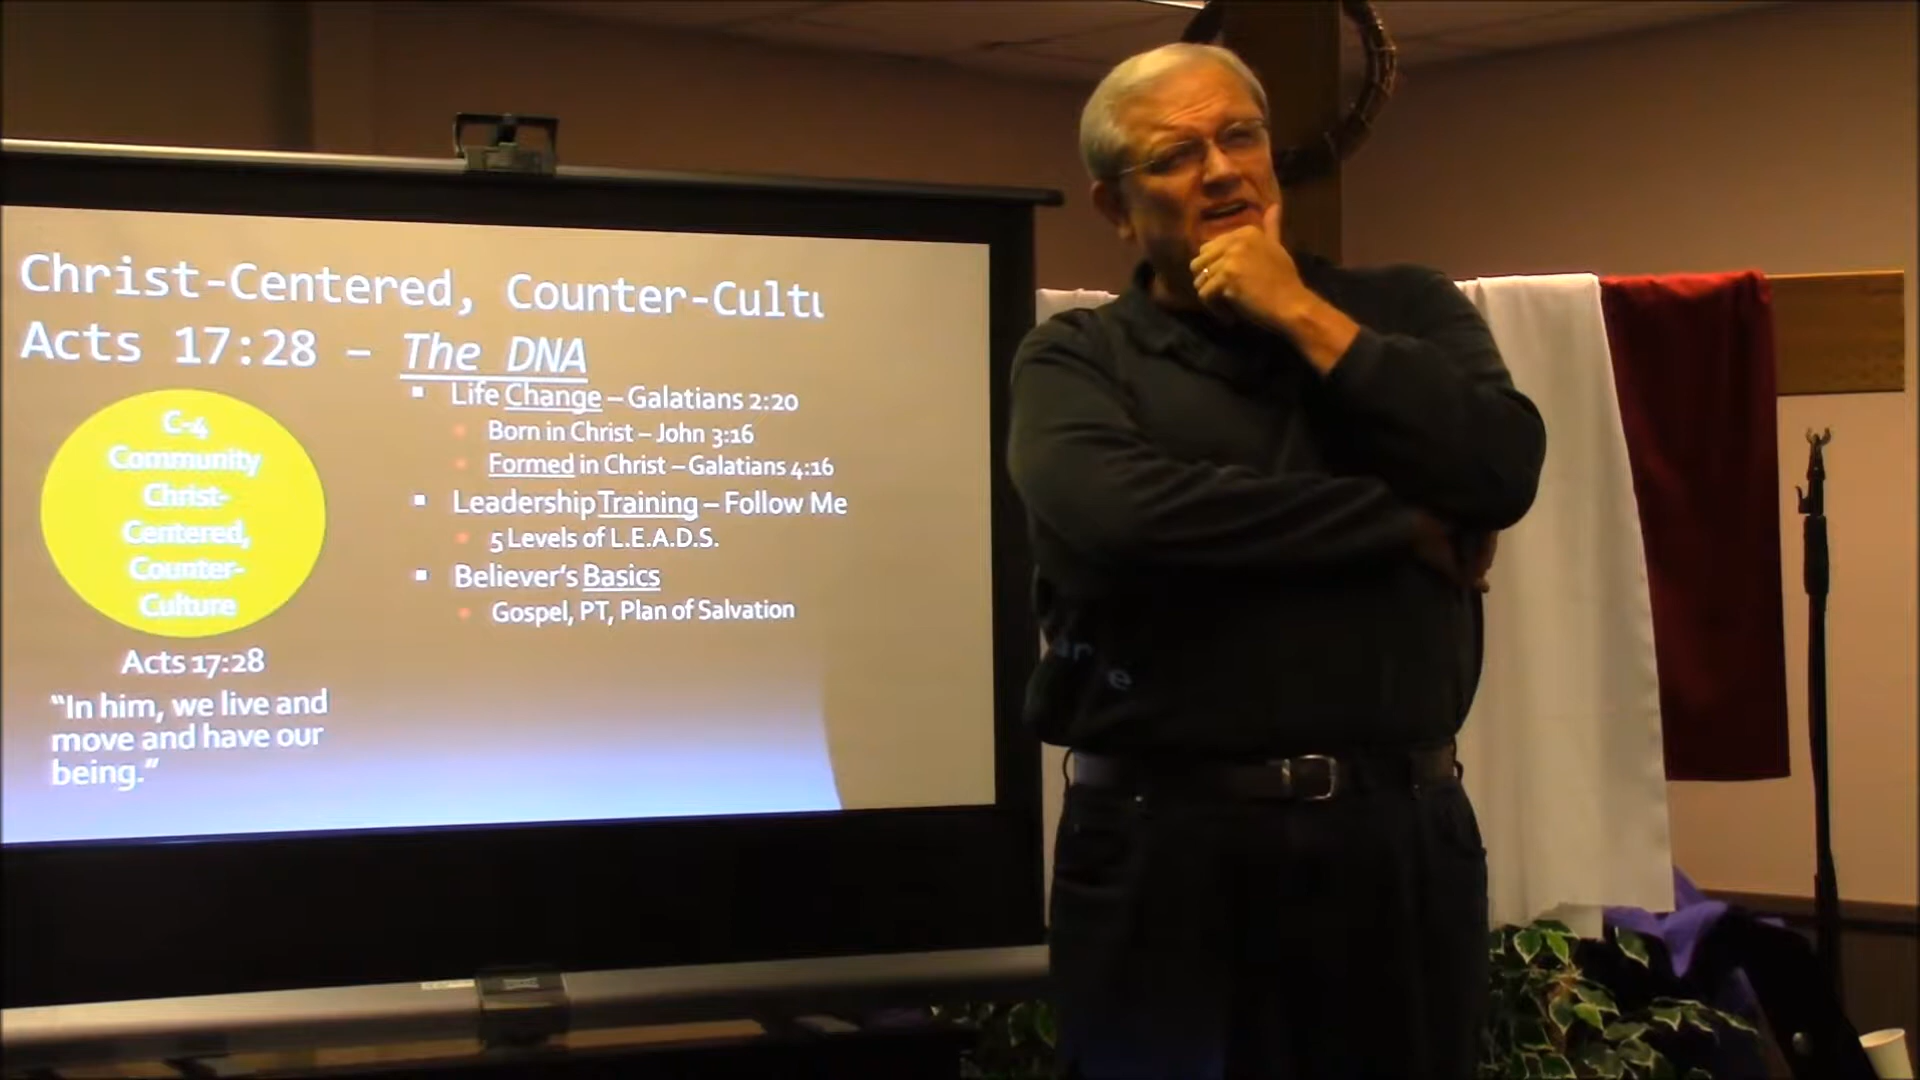 Christ-Centered, Counter-Cultu
Acts 17:28 – The DNA
C-4
Community
Christ-
Centered,
Counter-
Culture
Acts 17:28
“In him, we live and
move and have our
being.”
Life Change – Galatians 2:20
Born in Christ – John 3:16
Formed in Christ – Galatians 4:16
Leadership Training – Follow Me
5 Levels of L.E.A.D.S.
Believer’s Basics
Gospel, PT, Plan of Salvation